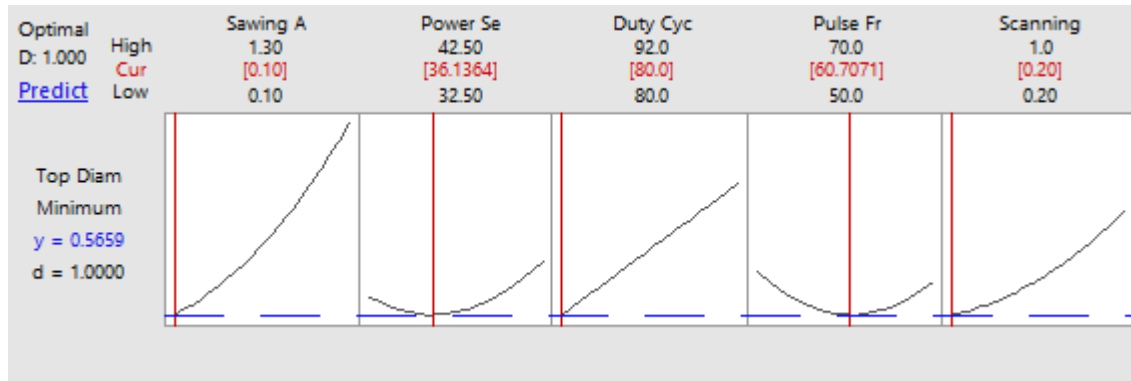 Optimal
D: 1.000
Predict
High
Cur
Low
Sawing A
1.30
[0.10]
0.10
Power Se
42.50
[36.1364]
32.50
Duty Cyc
92.0
[80.0]
80.0
Pulse Fr
70.0
[60.7071]
50.0
Scanning
1.0
[0.20]
0.20
Top Diam
Minimum
y = 0.5659
d = 1.0000